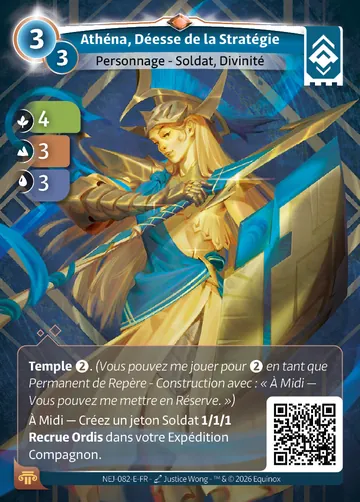 3
3
Athéna, Déesse de la Stratégie
Personnage - Soldat, Divinité
4
3
3
Temple 2. (Vous pouvez me jouer pour 2 en tant que
Permanent de Repère - Construction avec : « À Midi —
Vous pouvez me mettre en Réserve. »)
À Midi — Créez un jeton Soldat 1/1/1
Recrue Ordis dans votre Expédition
Compagnon.
NEJ-082-E-FR - Justice Wong - ™ & © 2026 Equinox